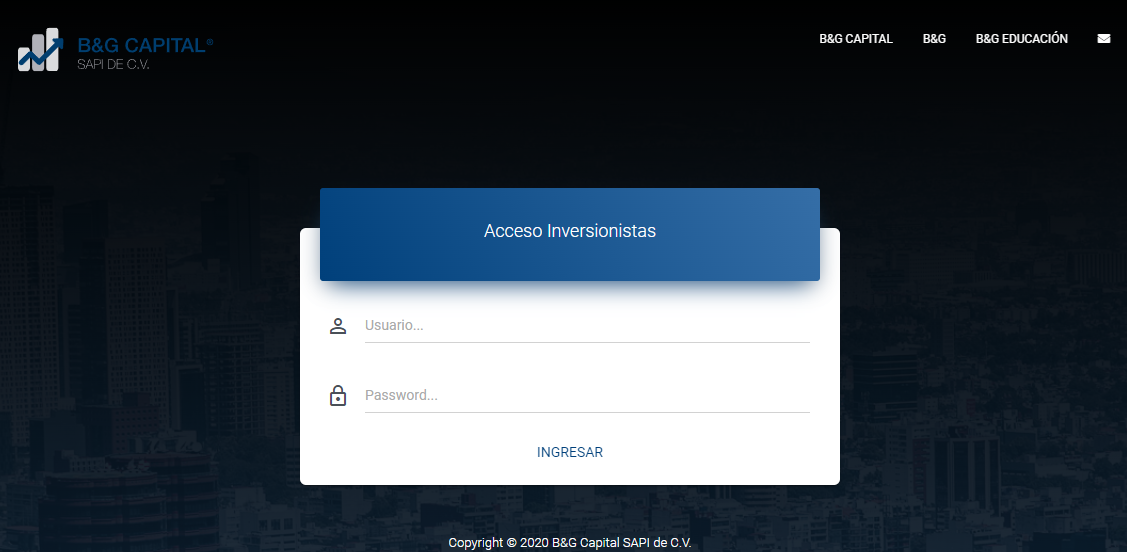 B&G CAPITAL®
SAPI DE C.V.
B&G CAPITAL B&G B&G EDUCACIÓN
Acceso Inversionistas
Usuario...
Password...
INGRESAR
Copyright © 2020 B&G Capital SAPI de C.V.